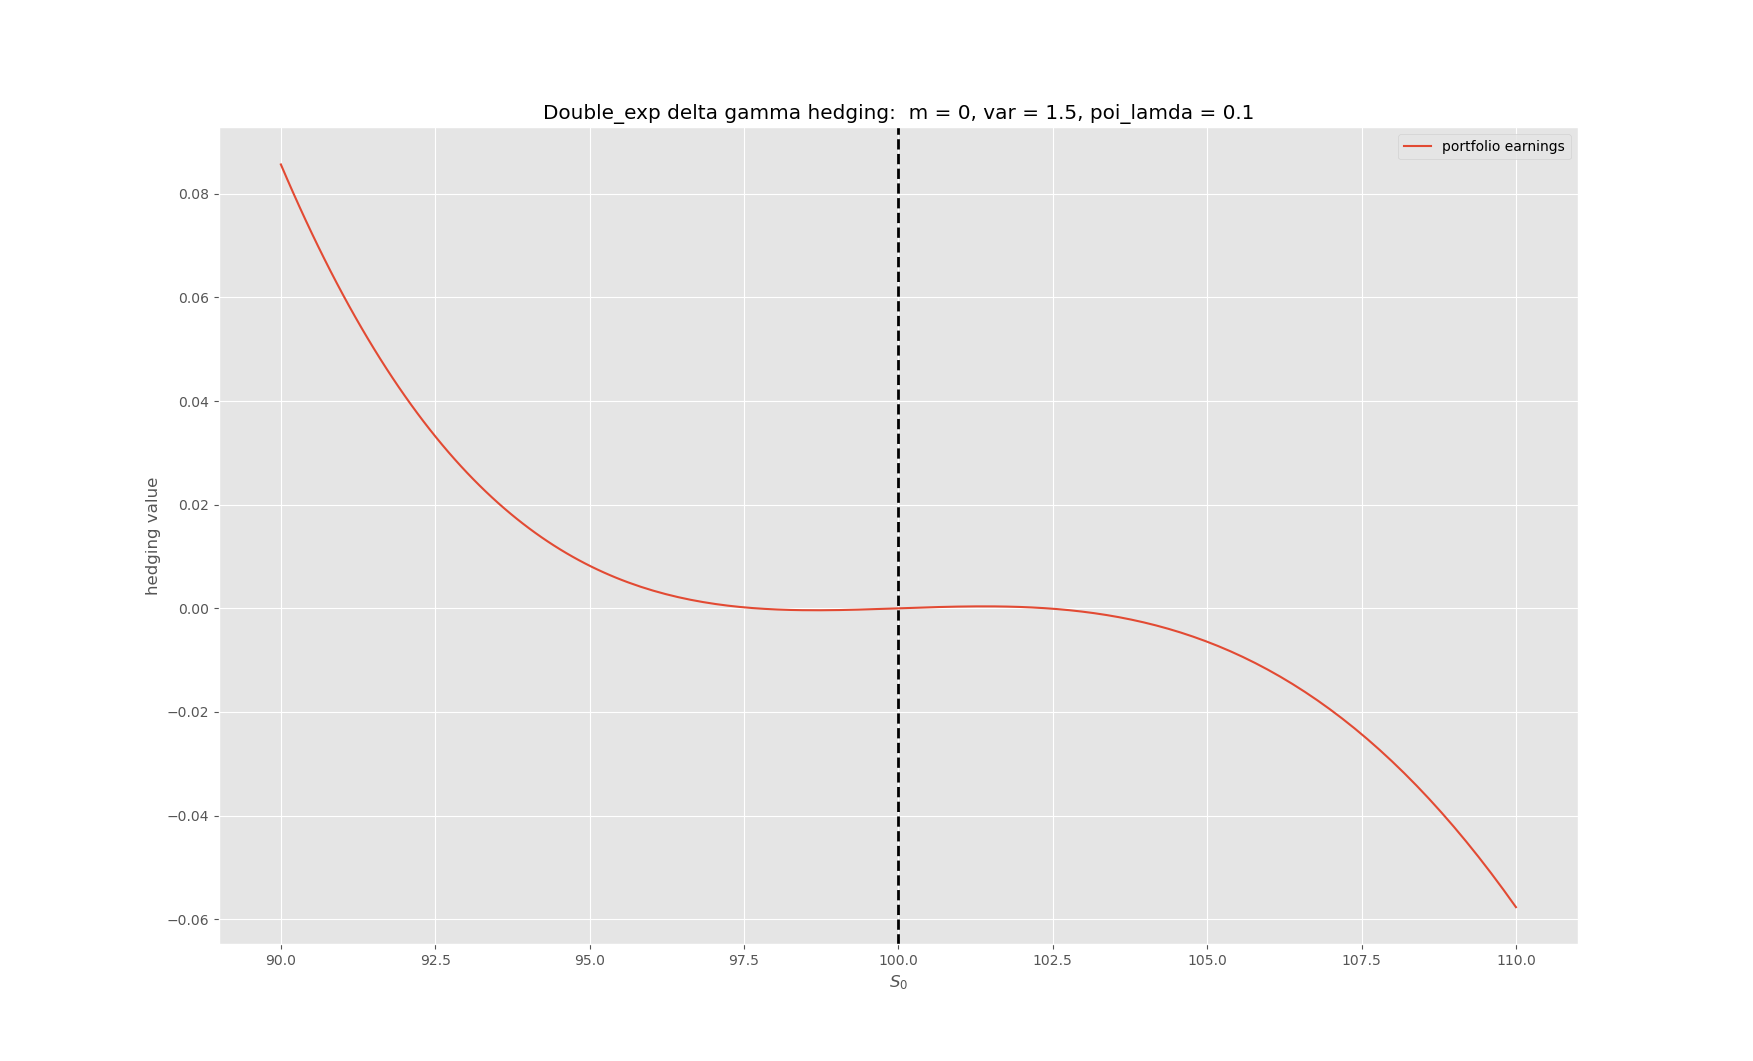 Double_exp delta gamma hedging:  m = 0, var = 1.5, poi_lamda = 0.1
portfolio earnings
hedging value
0.08
0.06
0.04
0.02
0.00
−0.02
−0.04
−0.06
90.0 92.5 95.0 97.5 100.0 102.5 105.0 107.5 110.0
S₀